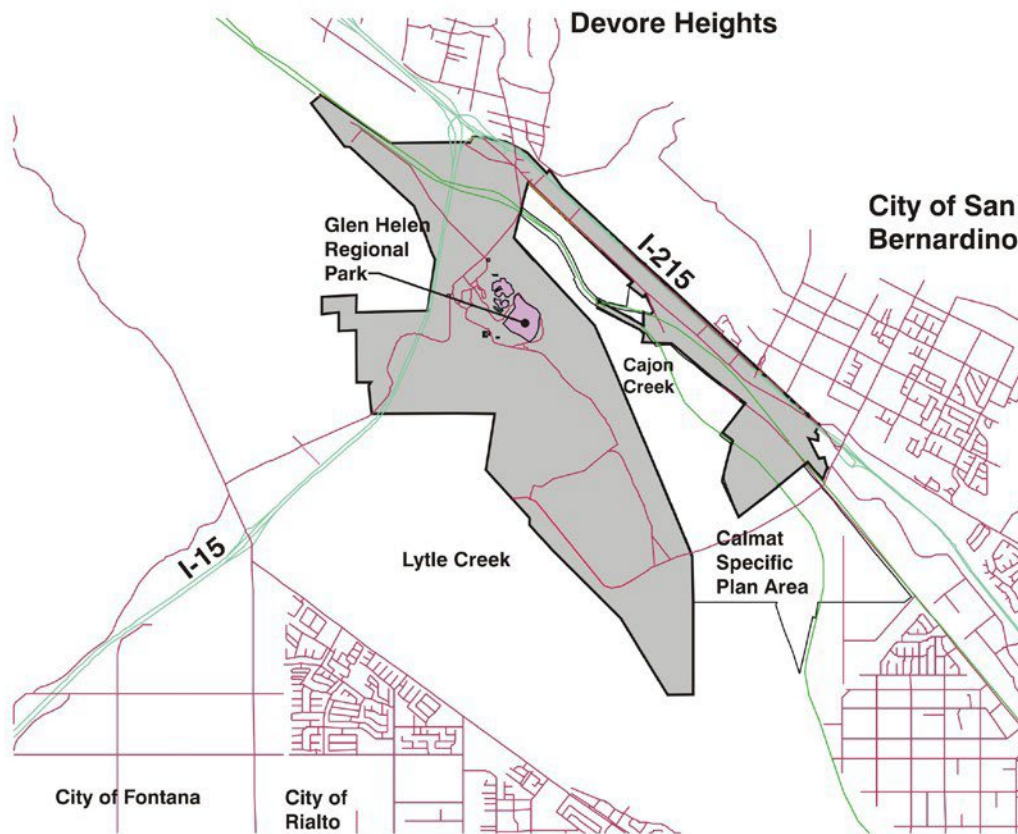 Devore Heights
City of San
Bernardino
Glen Helen
Regional
Park
I-215
Cajon
Creek
I-15
Lytle Creek
Calmat
Specific
Plan Area
City of Fontana
City of
Rialto